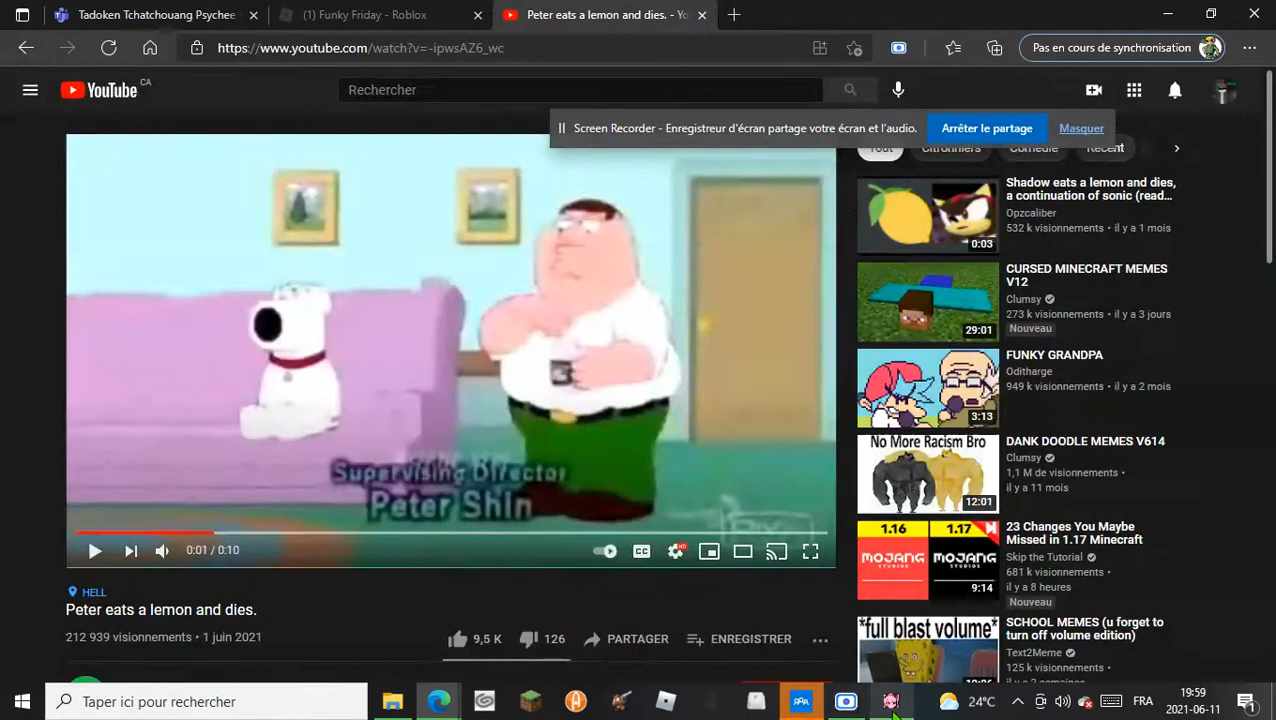 Tadoken Tchatchouang Psychee
(1) Funky Friday - Roblox
Peter eats a lemon and dies. - Yo
https://www.youtube.com/watch?v=-ipwsAZ6_wc
Pas en cours de synchronisation
YouTube CA
Rechercher
Screen Recorder - Enregistreur d'écran partage votre écran et l'audio.
Arrêter le partage
Masquer
Tout
Citronniers
Comédie
Récent
Supervising Director
Peter Shin
0:01 / 0:10
CC
HD
HELL
Peter eats a lemon and dies.
212 939 visionnements • 1 juin 2021
9,5 K
126
PARTAGER
ENREGISTRER
Shadow eats a lemon and dies,
a continuation of sonic (read…
Opzcaliber
532 k visionnements • il y a 1 mois
0:03
CURSED MINECRAFT MEMES
V12
Clumsy
273 k visionnements • il y a 3 jours
Nouveau
29:01
FUNKY GRANDPA
Oditharge
949 k visionnements • il y a 2 mois
3:13
No More Racism Bro
12:01
DANK DOODLE MEMES V614
Clumsy
1,1 M de visionnements •
il y a 11 mois
1.16
1.17
MOJANG
STUDIOS
MOJANG
STUDIOS
9:14
23 Changes You Maybe
Missed in 1.17 Minecraft
Skip the Tutorial
681 k visionnements •
il y a 8 heures
Nouveau
*full blast volume*
SCHOOL MEMES (u forget to
turn off volume edition)
Text2Meme
125 k visionnements •
Taper ici pour rechercher
24°C
FRA
19:59
2021-06-11
1